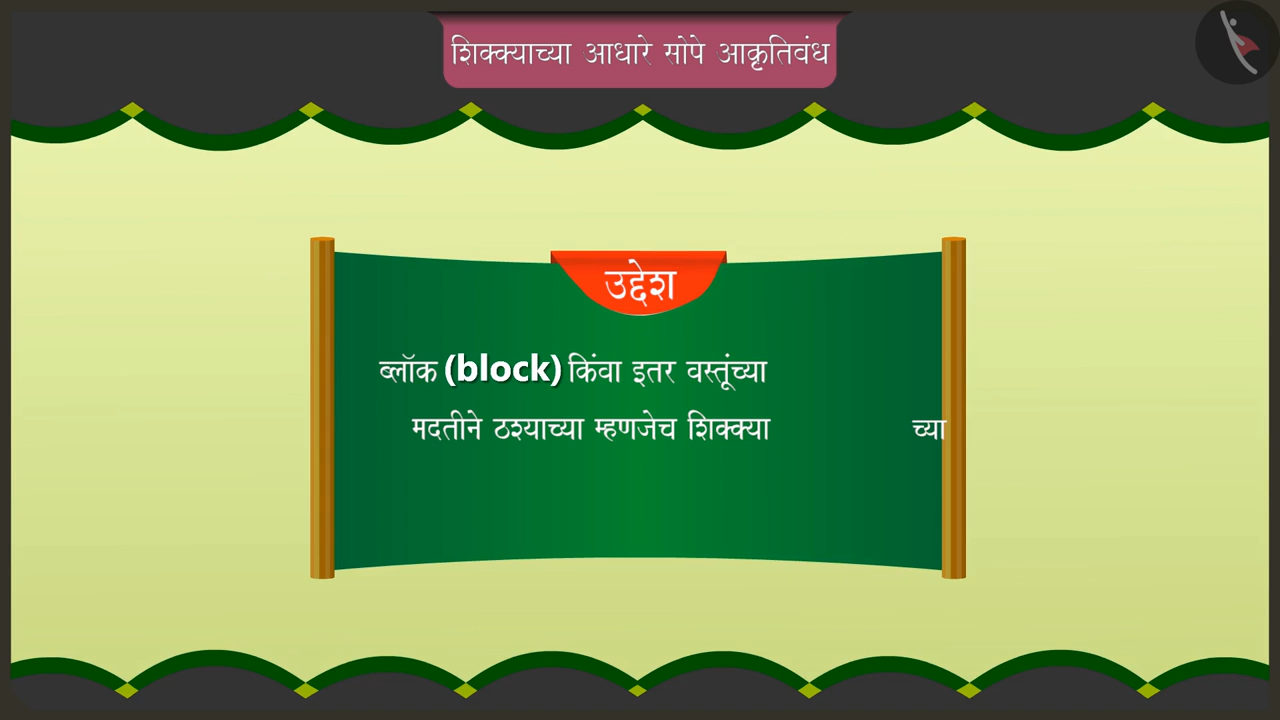 शिक्क्याच्या आधारे सोपे आकृतिवंध
उद्देश
ब्लॉक (block) किंवा इतर वस्तूंच्या
मदतीने ठश्याच्या म्हणजेच शिक्क्या च्या